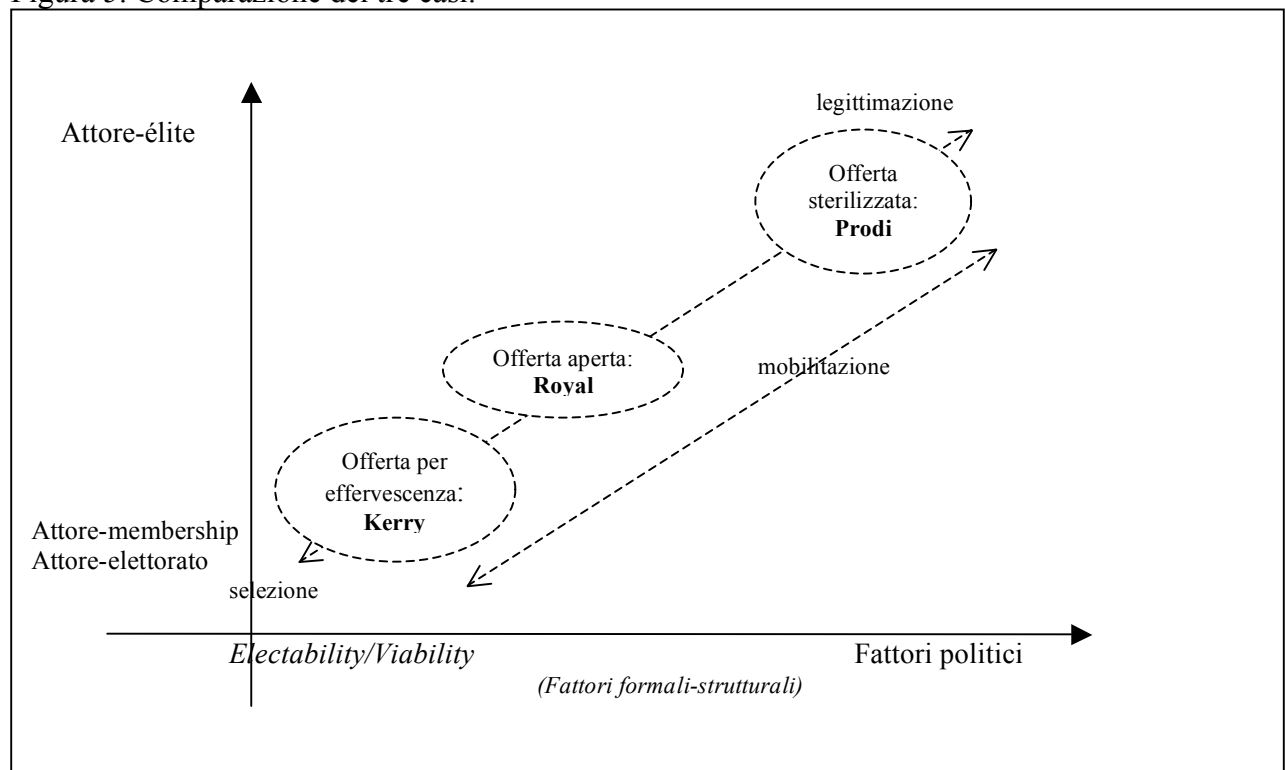 Figura 5: Comparazione dei tre casi.
legittimazione
Attore-élite
Offerta
sterilizzata:
Prodi
Offerta aperta:
Royal
mobilitazione
Offerta per
effervescenza:
Kerry
Attore-membership
Attore-elettorato
selezione
Electability/Viability
Fattori politici
(Fattori formali-strutturali)